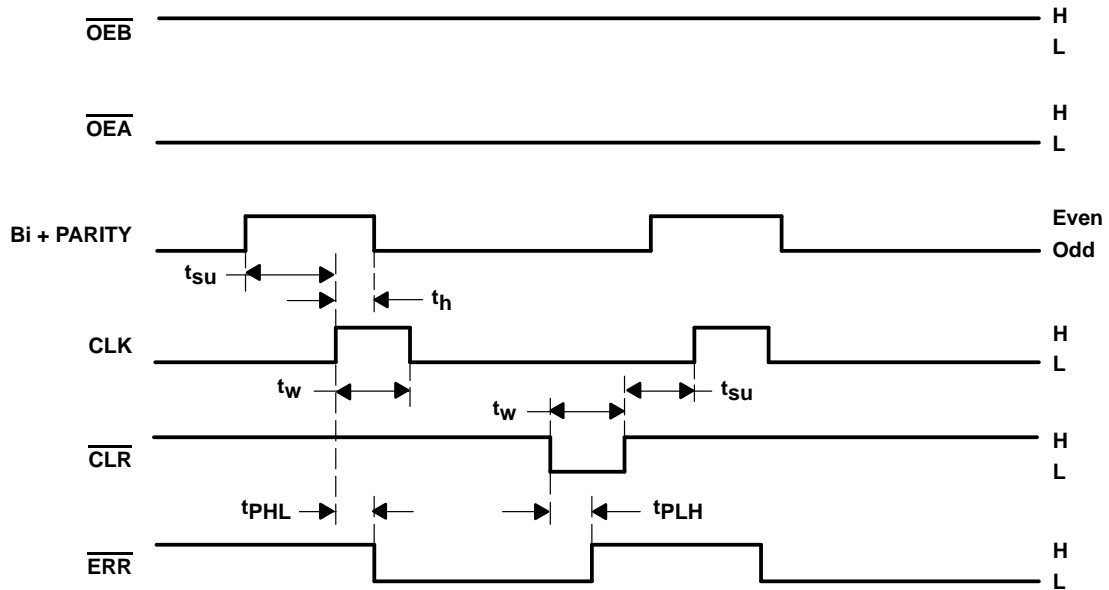 OEB H
L
OEA H
L
Bi + PARITY Even
Odd
tsu
th
CLK H
L
tw tw tsu
CLR H
L
tPHL tPLH
ERR H
L